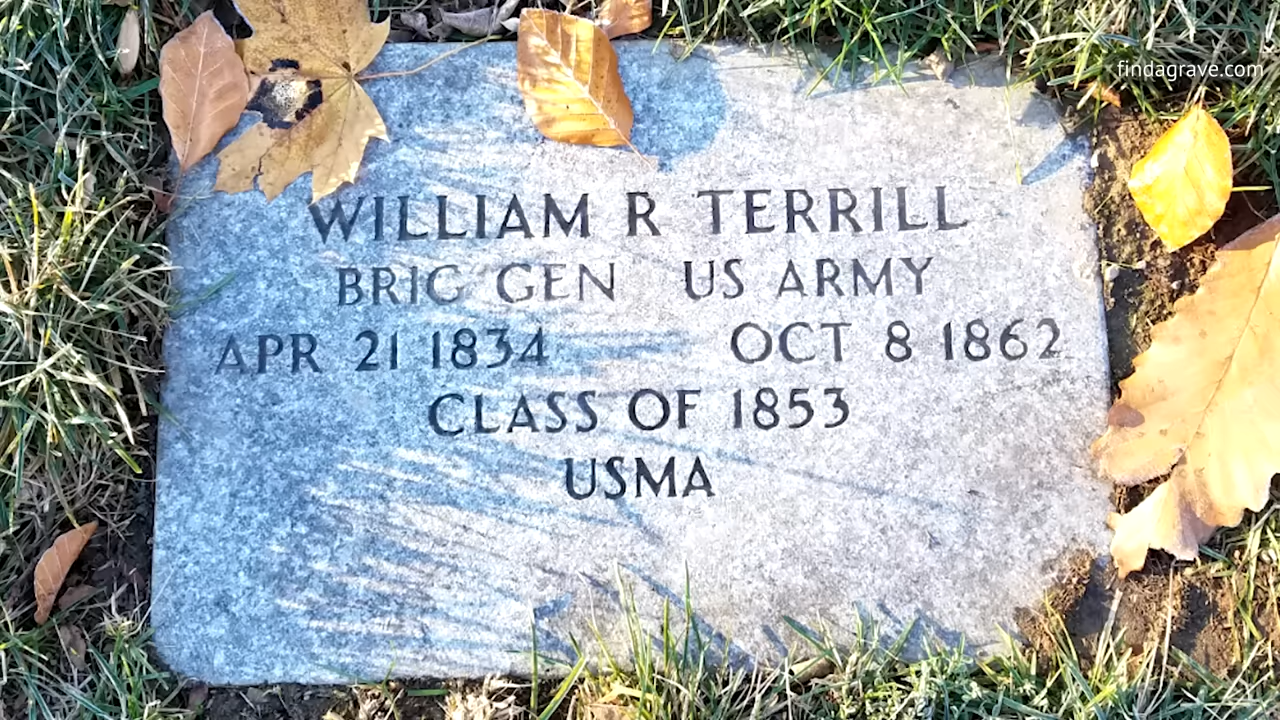 findagrave.com
WILLIAM R TERRILL
BRIG GEN US ARMY
APR 21 1834 OCT 8 1862
CLASS OF 1853
USMA